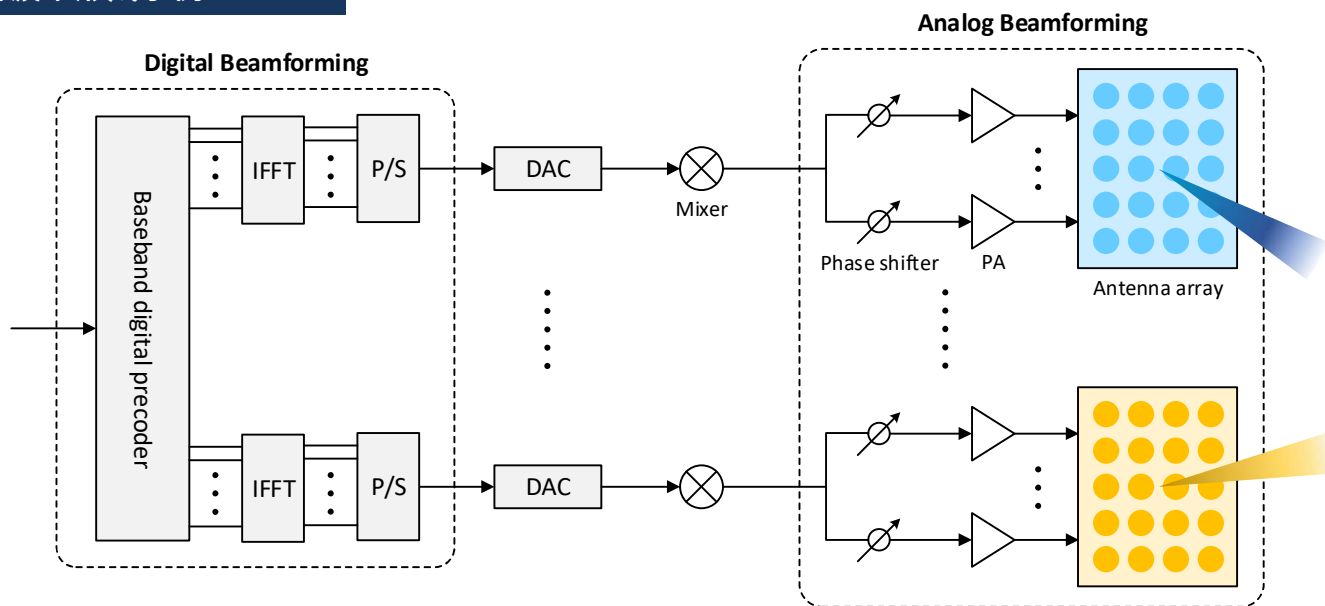 Analog Beamforming
Digital Beamforming
Baseband digital precoder
IFFT
P/S
DAC
Mixer
Phase shifter
PA
Antenna array
IFFT
P/S
DAC